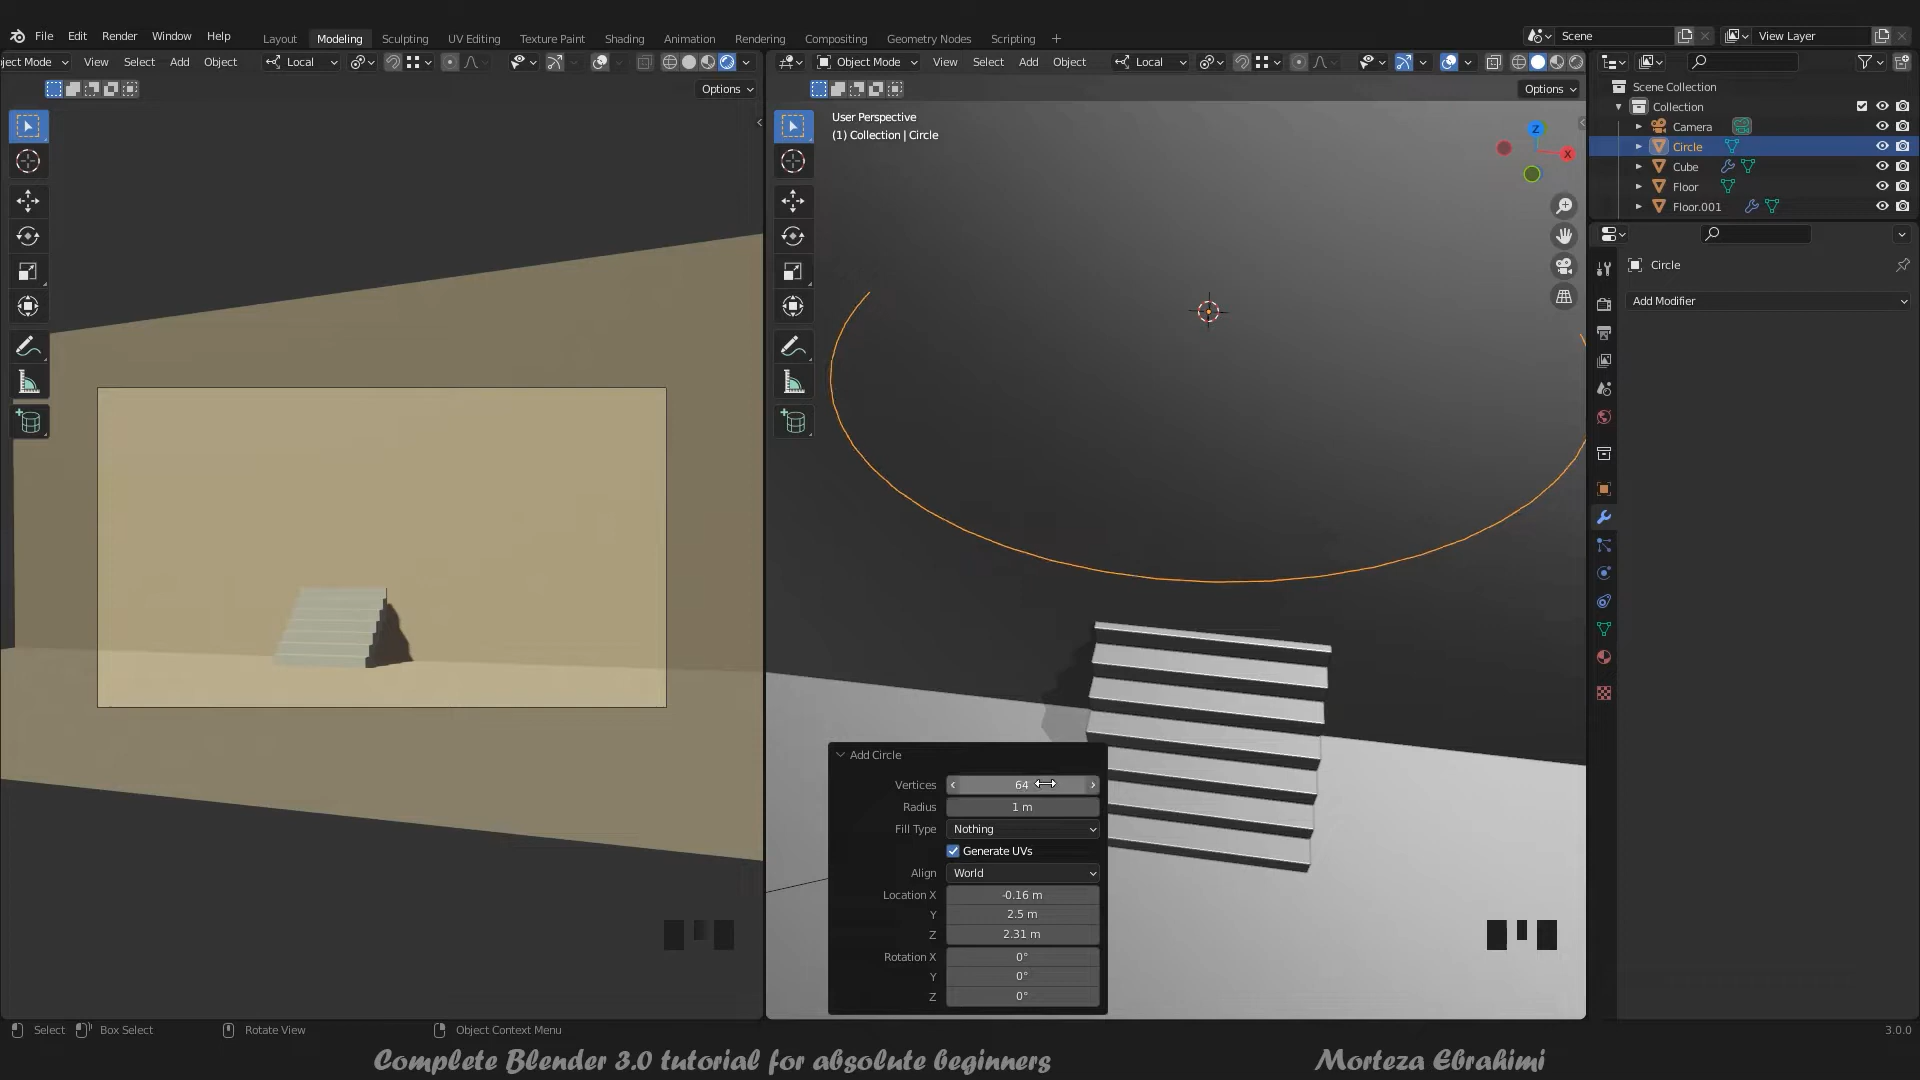 File Edit Render Window Help
Layout Modeling Sculpting UV Editing Texture Paint Shading Animation Rendering Compositing Geometry Nodes Scripting +
Scene
View Layer
ject Mode View Select Add Object Local
Object Mode View Select Add Object Local
Options
Options
User Perspective
(1) Collection | Circle
Z
X
Scene Collection
Collection
Camera
Circle
Cube
Floor
Floor.001
Circle
Add Modifier
Add Circle
Vertices 64
Radius 1 m
Fill Type Nothing
Generate UVs
Align World
Location X -0.16 m
Y 2.5 m
Z 2.31 m
Rotation X 0°
Y 0°
Z 0°
Select Box Select Rotate View Object Context Menu 3.0.0
Complete Blender 3.0 tutorial for absolute beginners Morteza Ebrahimi